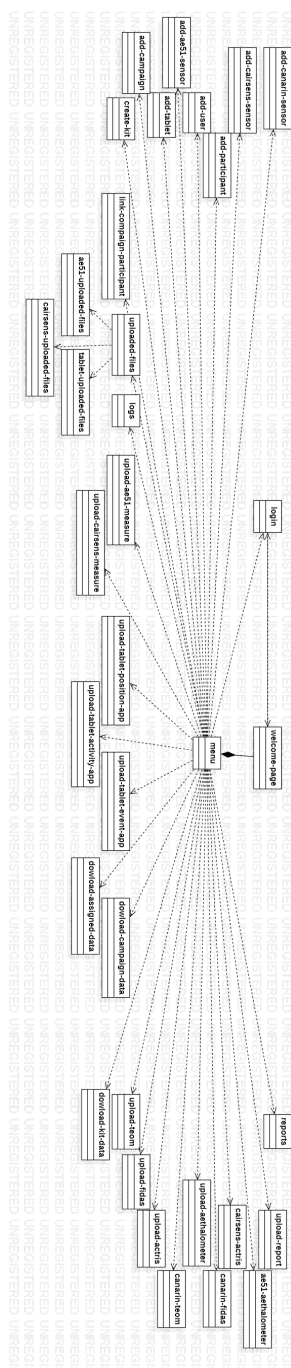 add-canarin-sensor
add-cairsens-sensor
add-participant
add-user
add-ae51-sensor
add-tablet
add-campaign
create-kit
link-compaign-participant
uploaded-files
ae51-uploaded-files
tablet-uploaded-files
cairsens-uploaded-files
logs
login
upload-ae51-measure
upload-cairsens-measure
welcome-page
menu
upload-tablet-position-app
upload-tablet-activity-app
upload-tablet-event-app
dowload-assigned-data
dowload-campaign-data
reports
upload-report
ae51-aethalometer
cairsens-actris
canarin-fidas
upload-aethalometer
canarin-teom
upload-actris
upload-fidas
upload-teom
dowload-kit-data